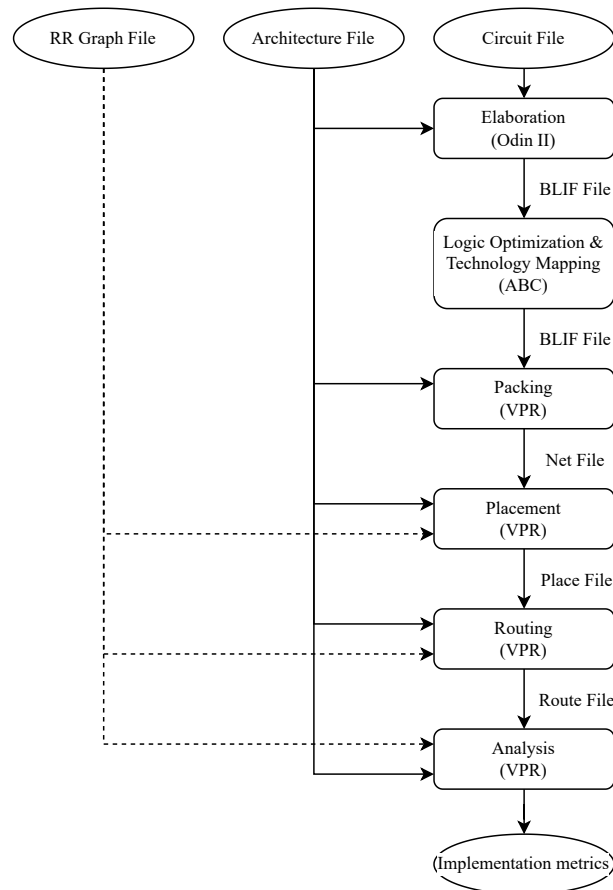 RR Graph File
Architecture File
Circuit File
Elaboration
(Odin II)
BLIF File
Logic Optimization &
Technology Mapping
(ABC)
BLIF File
Packing
(VPR)
Net File
Placement
(VPR)
Place File
Routing
(VPR)
Route File
Analysis
(VPR)
Implementation metrics